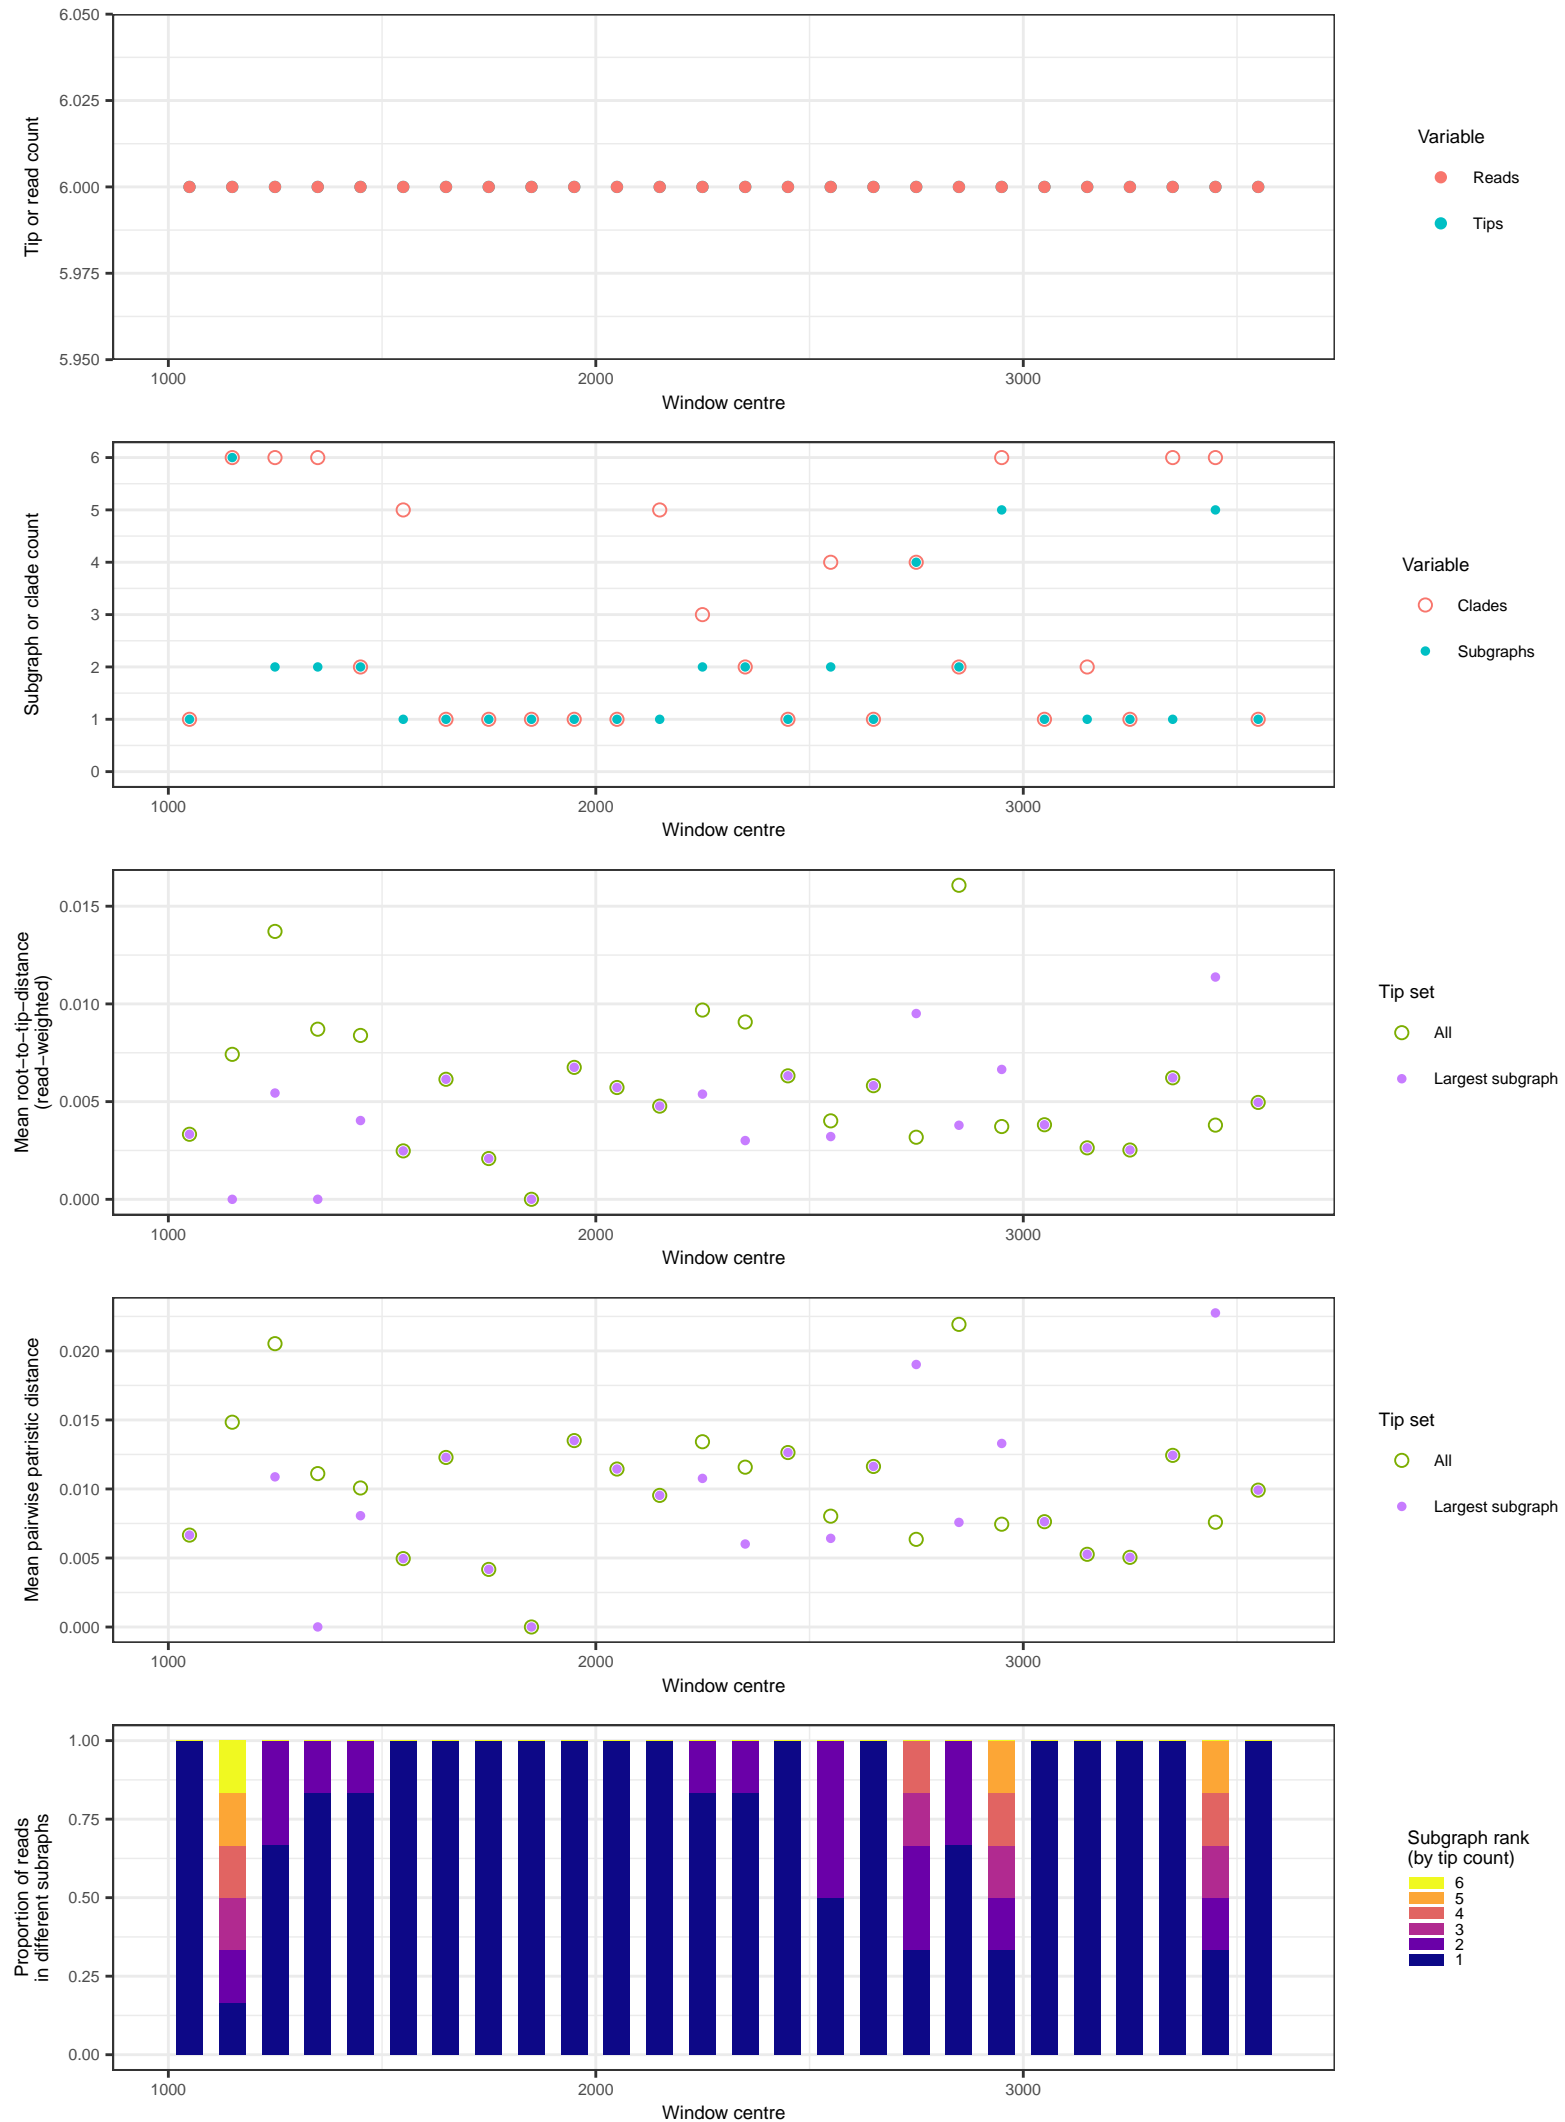 6.050
6.025
6.000
5.975
5.950
Tip or read count
1000 2000 3000
Window centre
Variable
Reads
Tips
6
5
4
3
2
1
0
Subgraph or clade count
1000 2000 3000
Window centre
Variable
Clades
Subgraphs
0.015
0.010
0.005
0.000
Mean root−to−tip−distance
(read−weighted)
1000 2000 3000
Window centre
Tip set
All
Largest subgraph
0.020
0.015
0.010
0.005
0.000
Mean pairwise patristic distance
1000 2000 3000
Window centre
Tip set
All
Largest subgraph
1.00
0.75
0.50
0.25
0.00
Proportion of reads
in different subraphs
1000 2000 3000
Window centre
Subgraph rank
(by tip count)
6
5
4
3
2
1